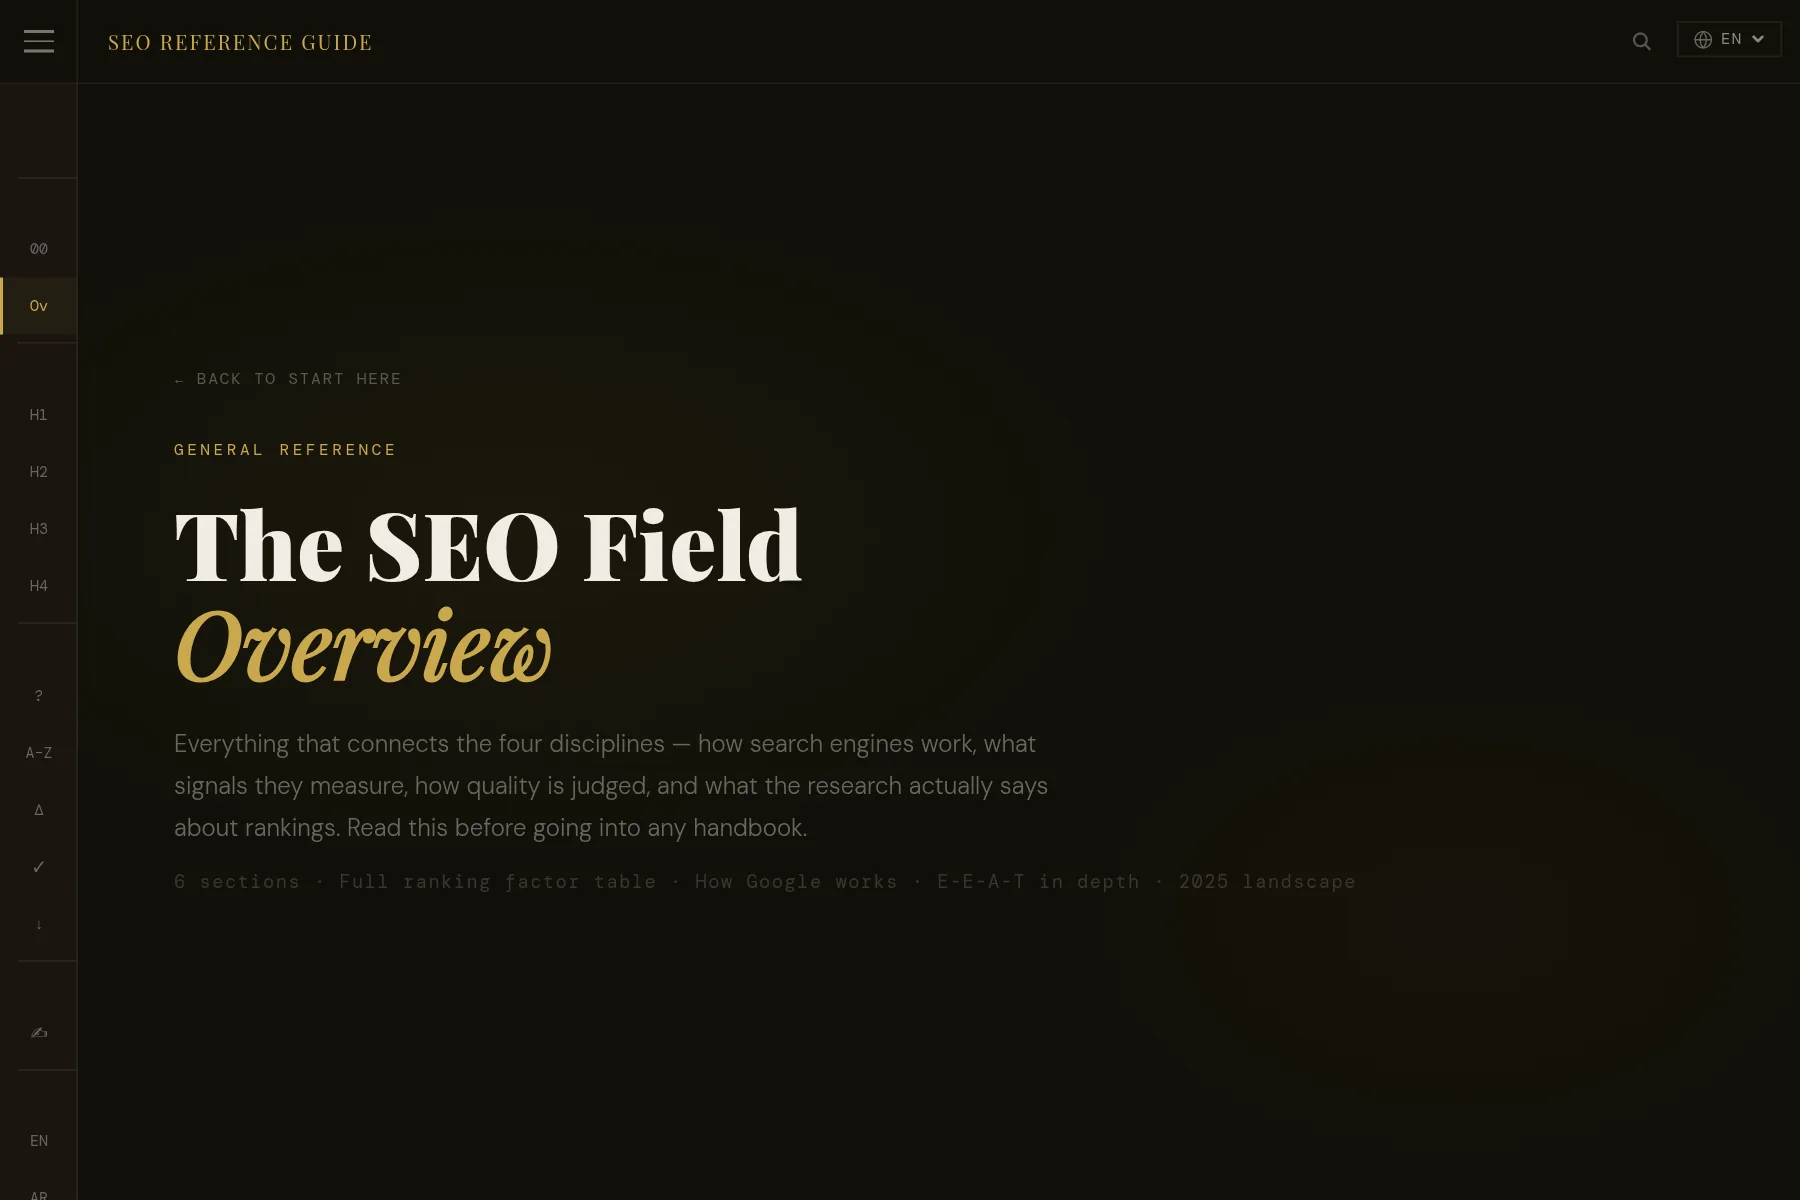 SEO REFERENCE GUIDE
EN
00
Ov
H1
H2
H3
H4
?
A-Z
Δ
✓
↓
✍
EN
AR
← BACK TO START HERE
GENERAL REFERENCE
The SEO Field
Overview
Everything that connects the four disciplines — how search engines work, what
signals they measure, how quality is judged, and what the research actually says
about rankings. Read this before going into any handbook.
6 sections · Full ranking factor table · How Google works · E-E-A-T in depth · 2025 landscape